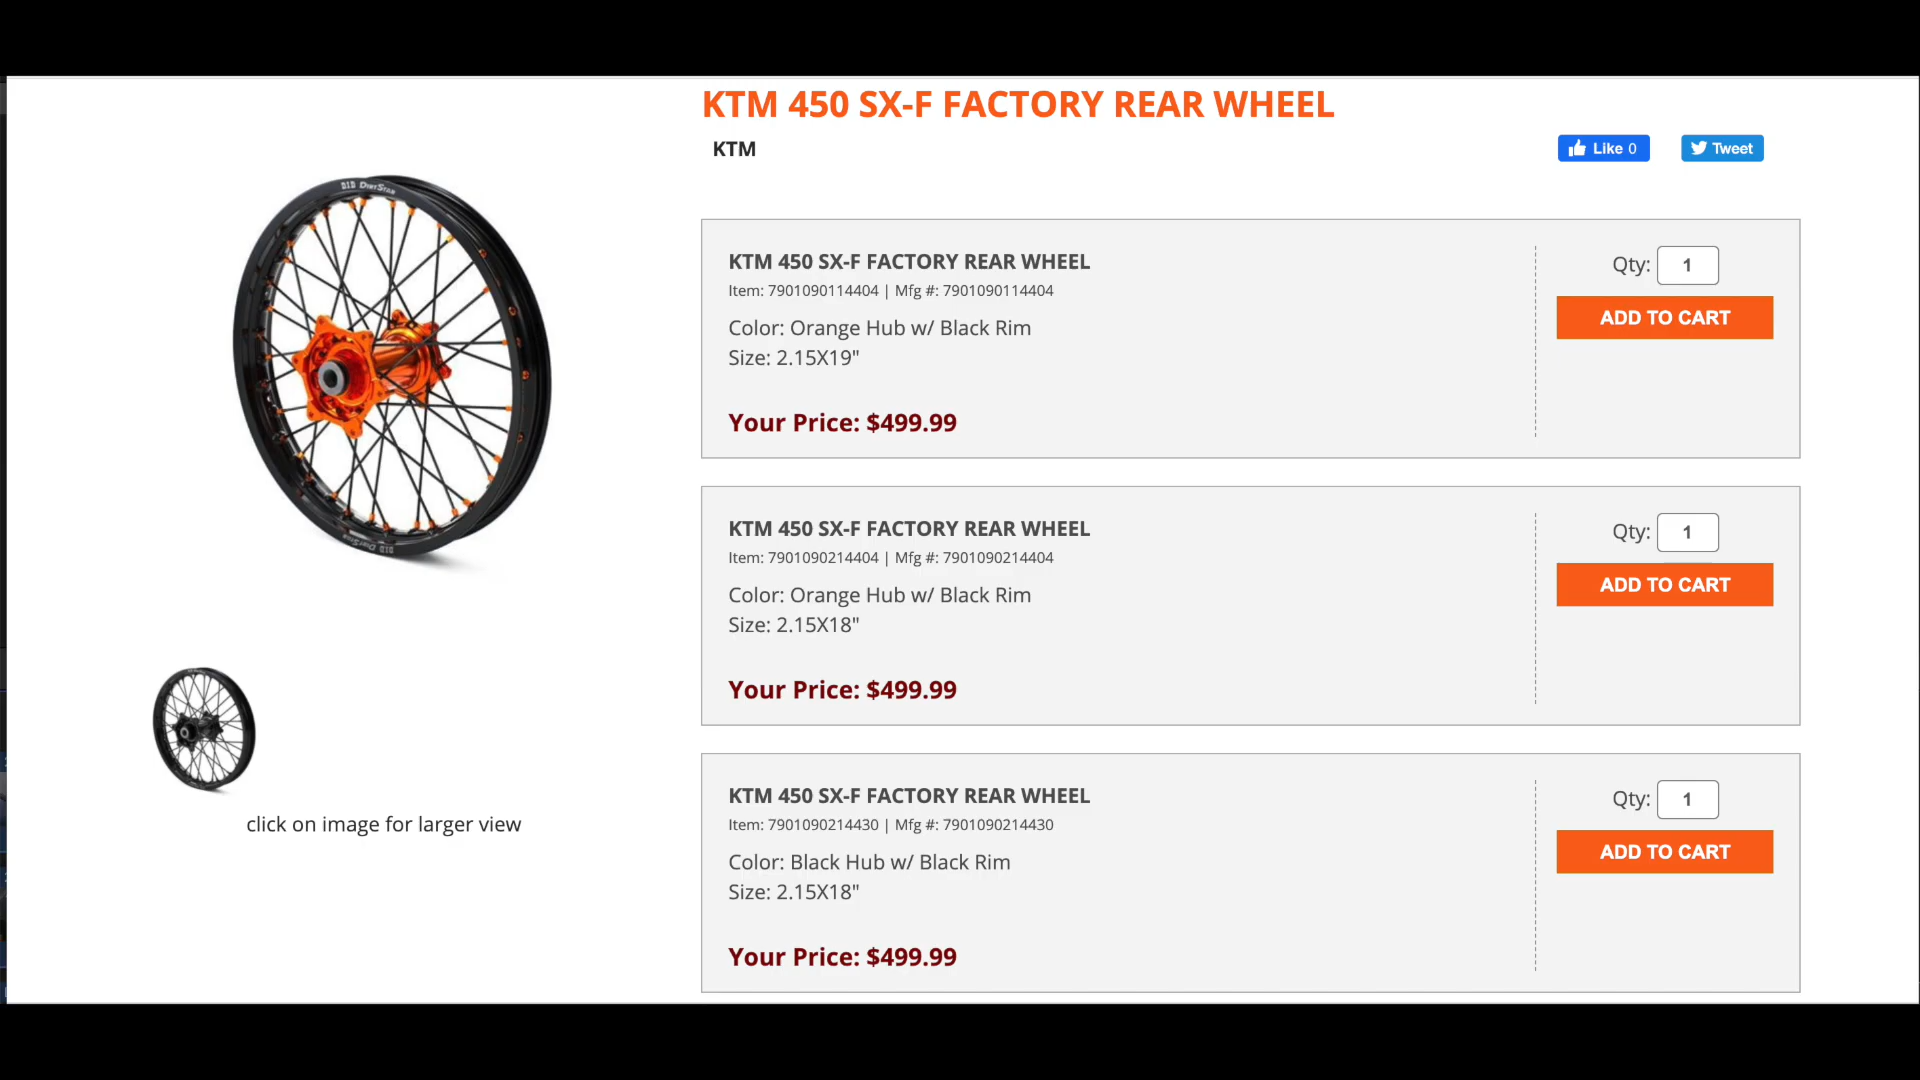 KTM 450 SX-F FACTORY REAR WHEEL
KTM
Like 0
Tweet
DID DIRTSTAR
DID DIRTSTAR
click on image for larger view
KTM 450 SX-F FACTORY REAR WHEEL
Item: 7901090114404 | Mfg #: 7901090114404
Color: Orange Hub w/ Black Rim
Size: 2.15X19"
Your Price: $499.99
Qty: 1
ADD TO CART
KTM 450 SX-F FACTORY REAR WHEEL
Item: 7901090214404 | Mfg #: 7901090214404
Color: Orange Hub w/ Black Rim
Size: 2.15X18"
Your Price: $499.99
Qty: 1
ADD TO CART
KTM 450 SX-F FACTORY REAR WHEEL
Item: 7901090214430 | Mfg #: 7901090214430
Color: Black Hub w/ Black Rim
Size: 2.15X18"
Your Price: $499.99
Qty: 1
ADD TO CART